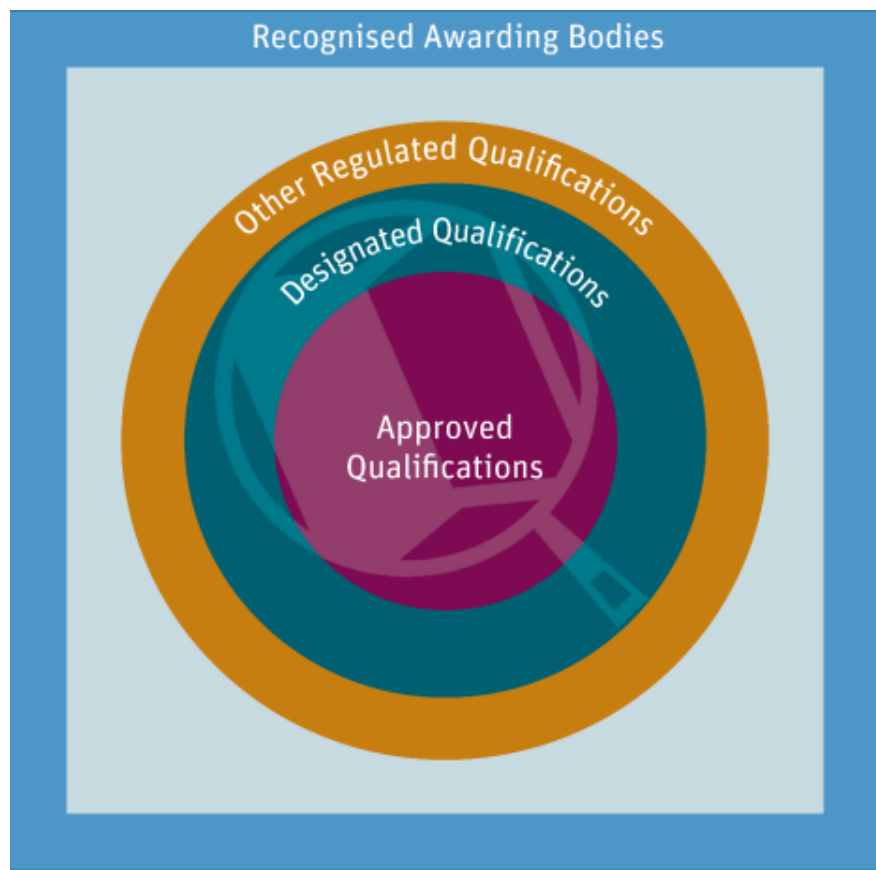 Recognised Awarding Bodies
Other Regulated Qualifications
Designated Qualifications
Approved
Qualifications